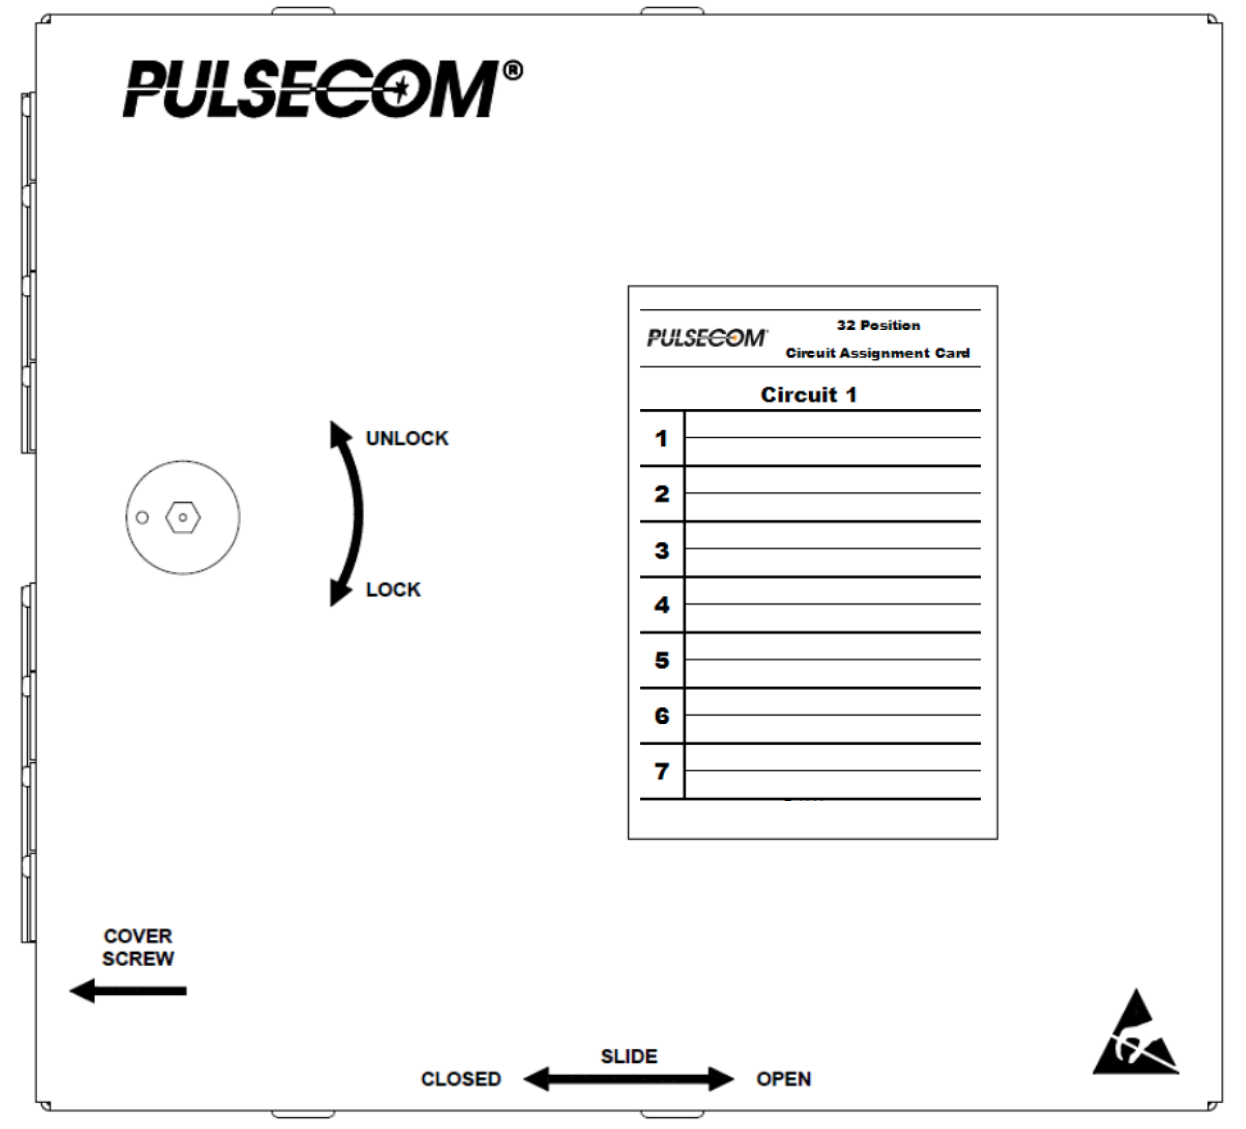 PULSECOM®
PULSECOM
32 Position
Circuit Assignment Card
Circuit 1
1
2
3
4
5
6
7
UNLOCK
LOCK
COVER
SCREW
SLIDE
CLOSED
OPEN